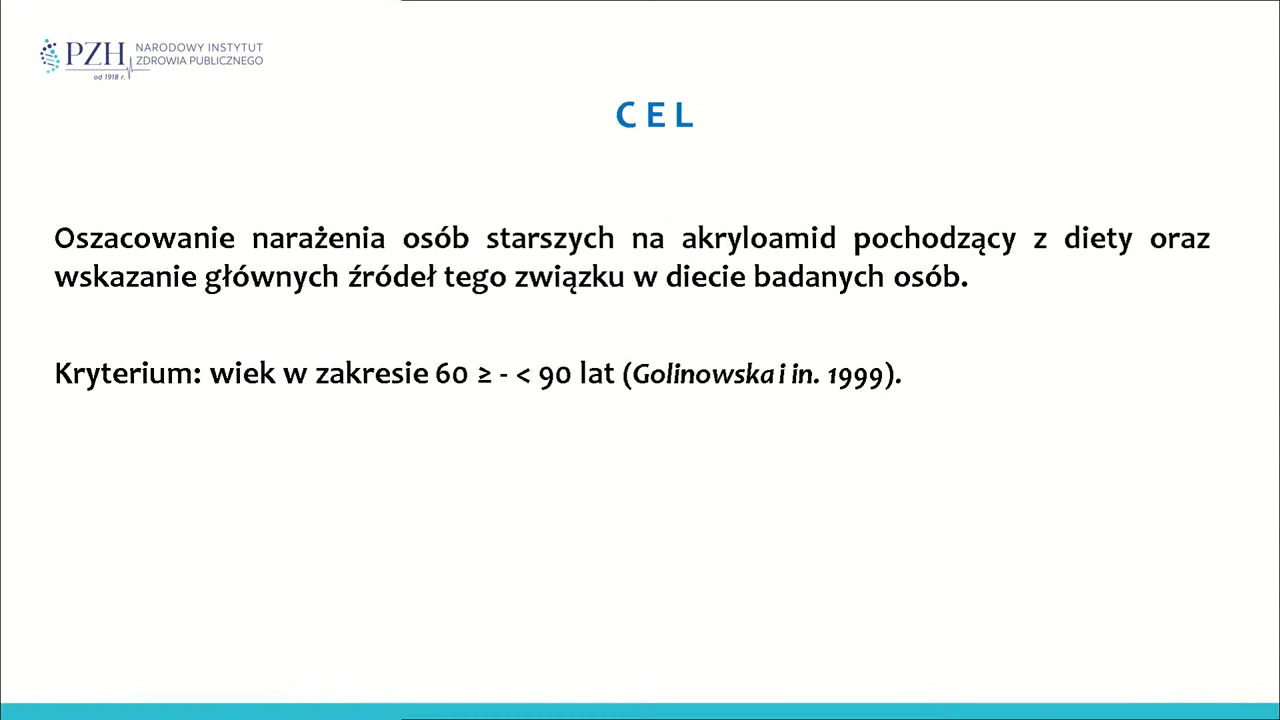 PZH NARODOWY INSTYTUT
ZDROWIA PUBLICZNEGO
od 1918 r.
CEL
Oszacowanie narażenia osób starszych na akryloamid pochodzący z diety oraz
wskazanie głównych źródeł tego związku w diecie badanych osób.
Kryterium: wiek w zakresie 60 ≥ - < 90 lat (Golinowska i in. 1999).